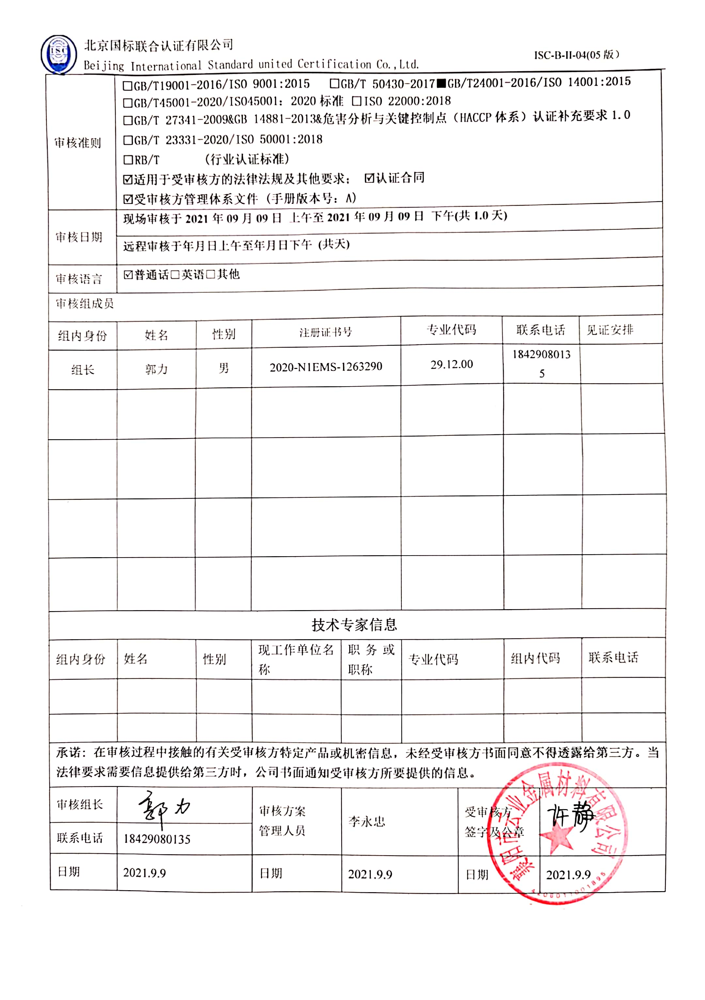 ISC
北京国标联合认证有限公司
Beijing International Standard united Certification Co.,Ltd.
ISC-B-II-04(05 版)
审核准则
□GB/T19001-2016/ISO 9001:2015 □GB/T 50430-2017■GB/T24001-2016/ISO 14001:2015
□GB/T45001-2020/ISO45001：2020 标准 □ISO 22000:2018
□GB/T 27341-2009&GB 14881-2013&危害分析与关键控制点（HACCP 体系）认证补充要求 1.0
□GB/T 23331-2020/ISO 50001:2018
□RB/T （行业认证标准）
☑适用于受审核方的法律法规及其他要求； ☑认证合同
☑受审核方管理体系文件（手册版本号：A）
审核日期
现场审核于 2021 年 09 月 09 日 上午至 2021 年 09 月 09 日 下午(共 1.0 天)
远程审核于年月日上午至年月日下午 (共天)
审核语言
☑普通话□英语□其他
审核组成员
组内身份 姓名 性别 注册证书号 专业代码 联系电话 见证安排
组长 郭力 男 2020-N1EMS-1263290 29.12.00 1842908013
5
技术专家信息
组内身份 姓名 性别 现工作单位名 职 务 或 专业代码 组内代码 联系电话
称 职称
承诺：在审核过程中接触的有关受审核方特定产品或机密信息，未经受审核方书面同意不得透露给第三方。当
法律要求需要信息提供给第三方时，公司书面通知受审核方所要提供的信息。
审核组长 郭力 审核方案 李永忠 受审核方 许静
联系电话 18429080135 管理人员 签字及公章
日期 2021.9.9 日期 2021.9.9 日期 2021.9.9
襄阳市云业金属材料有限公司
4206011001895